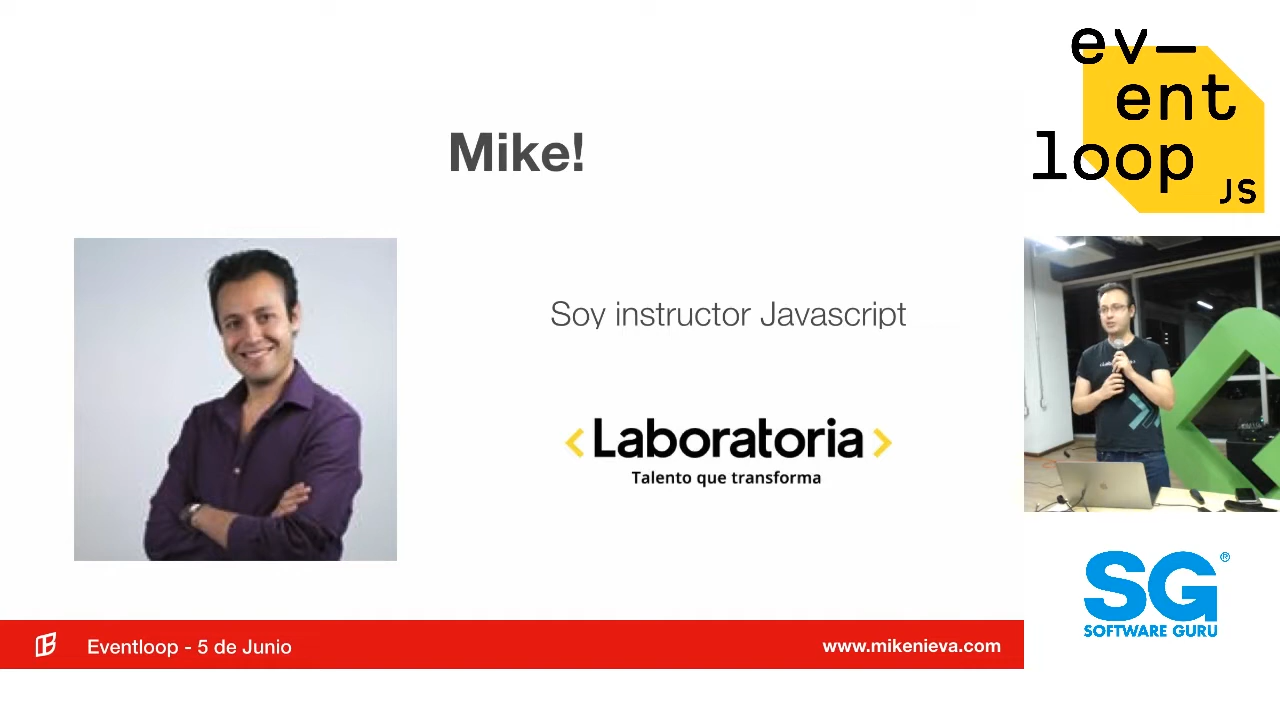 Mike!
Soy instructor Javascript
<Laboratoria>
Talento que transforma
Eventloop - 5 de Junio
www.mikenieva.com
ev—
ent
loop
JS
SG®
SOFTWARE GURU